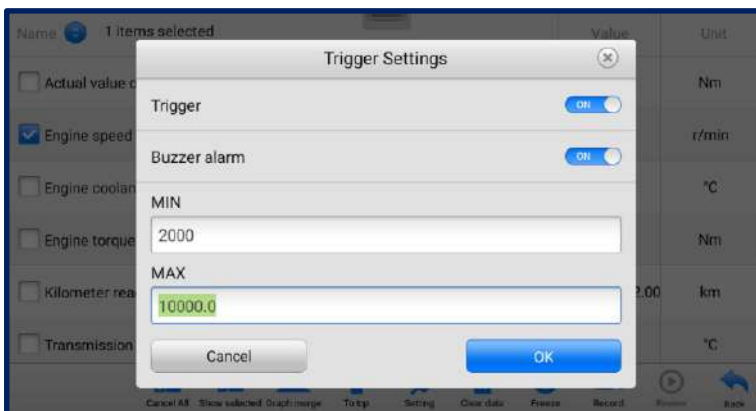 Name 1 items selected Value Unit
Trigger Settings
Actual value Nm
Trigger ON
Engine speed r/min
Buzzer alarm ON
Engine coolan °C
MIN
2000
Engine torque Nm
MAX
10000.0
Kilometer rea 2.00 km
Transmission °C
Cancel OK
Cancel All Show selected Graph merge To top Setting Clear data Freeze Record Back